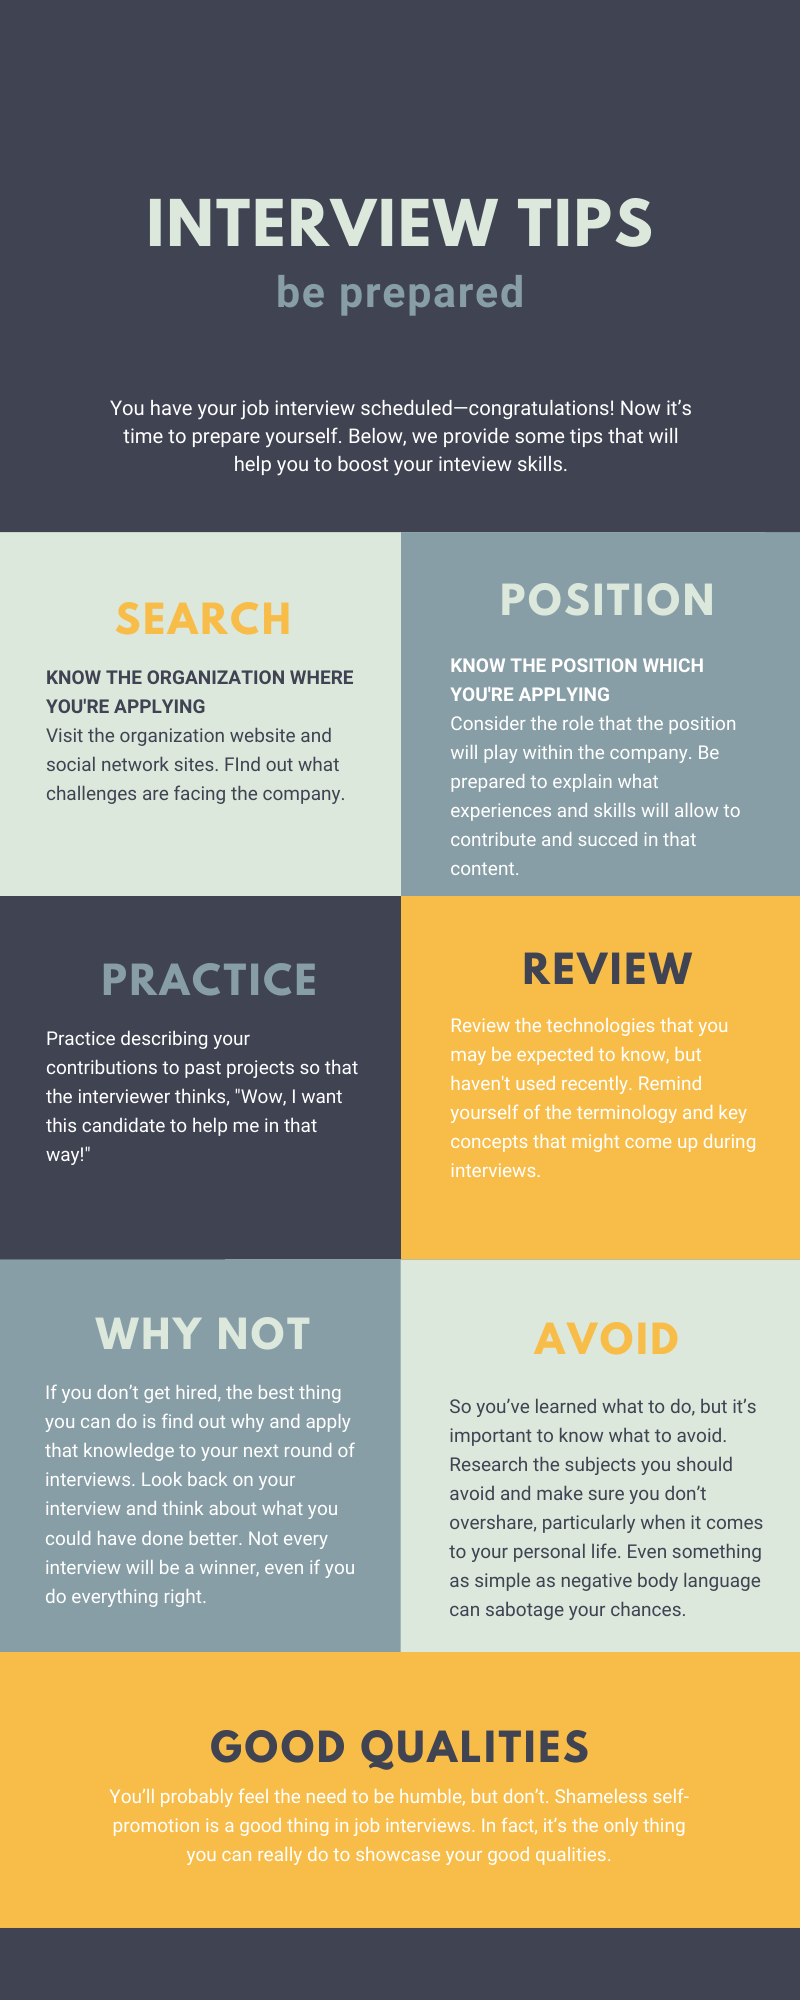 INTERVIEW TIPS
be prepared
You have your job interview scheduled—congratulations! Now it’s
time to prepare yourself. Below, we provide some tips that will
help you to boost your inteview skills.
SEARCH
KNOW THE ORGANIZATION WHERE
YOU'RE APPLYING
Visit the organization website and
social network sites. FInd out what
challenges are facing the company.
POSITION
KNOW THE POSITION WHICH
YOU'RE APPLYING
Consider the role that the position
will play within the company. Be
prepared to explain what
experiences and skills will allow to
contribute and succed in that
content.
PRACTICE
Practice describing your
contributions to past projects so that
the interviewer thinks, "Wow, I want
this candidate to help me in that
way!"
REVIEW
Review the technologies that you
may be expected to know, but
haven't used recently. Remind
yourself of the terminology and key
concepts that might come up during
interviews.
WHY NOT
If you don’t get hired, the best thing
you can do is find out why and apply
that knowledge to your next round of
interviews. Look back on your
interview and think about what you
could have done better. Not every
interview will be a winner, even if you
do everything right.
AVOID
So you’ve learned what to do, but it’s
important to know what to avoid.
Research the subjects you should
avoid and make sure you don’t
overshare, particularly when it comes
to your personal life. Even something
as simple as negative body language
can sabotage your chances.
GOOD QUALITIES
You’ll probably feel the need to be humble, but don’t. Shameless self-
promotion is a good thing in job interviews. In fact, it’s the only thing
you can really do to showcase your good qualities.